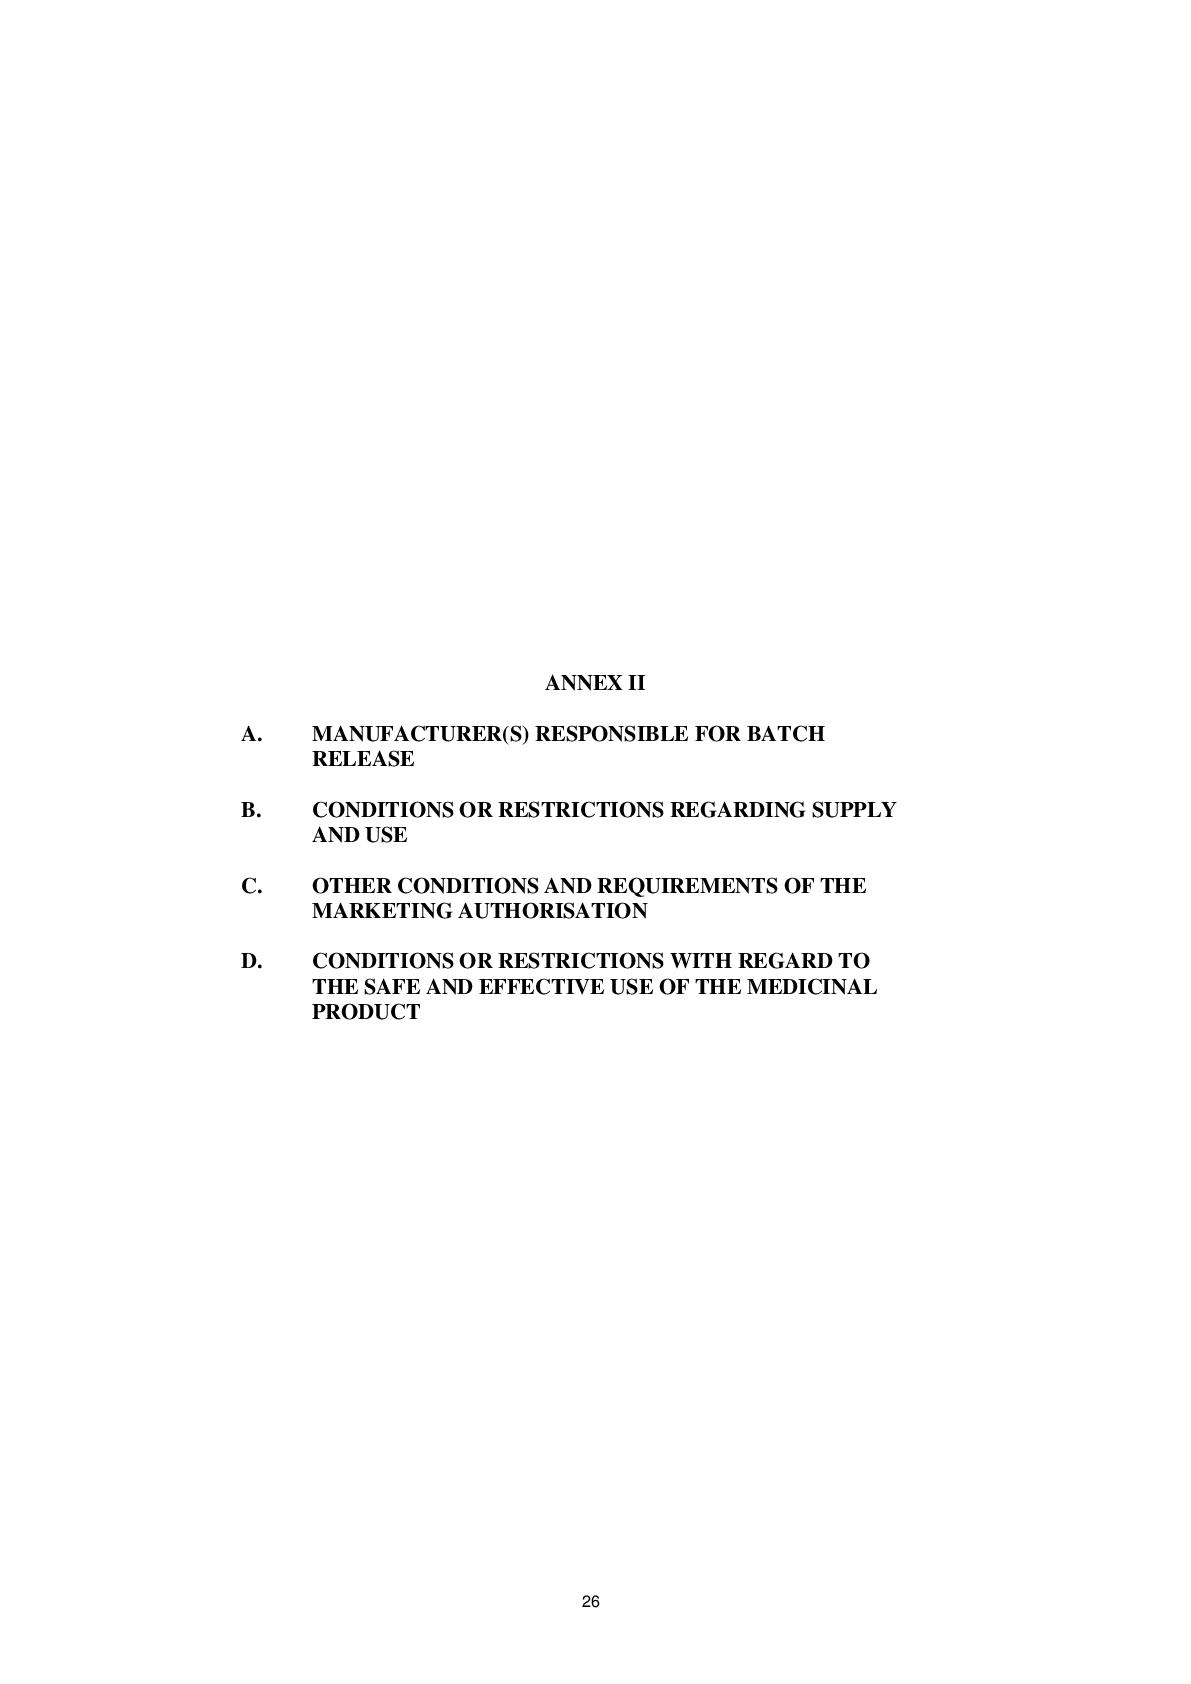 ANNEX II
A. MANUFACTURER(S) RESPONSIBLE FOR BATCH
RELEASE
B. CONDITIONS OR RESTRICTIONS REGARDING SUPPLY
AND USE
C. OTHER CONDITIONS AND REQUIREMENTS OF THE
MARKETING AUTHORISATION
D. CONDITIONS OR RESTRICTIONS WITH REGARD TO
THE SAFE AND EFFECTIVE USE OF THE MEDICINAL
PRODUCT
26